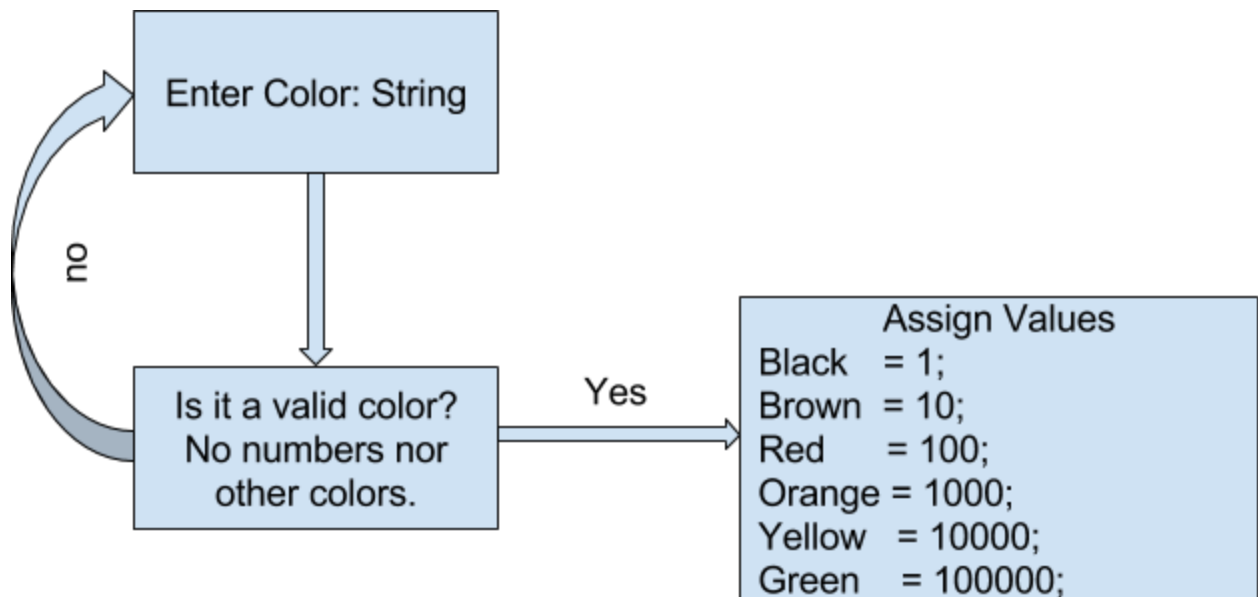 Enter Color: String
no
Is it a valid color?
No numbers nor
other colors.
Yes
Assign Values
Black = 1;
Brown = 10;
Red = 100;
Orange = 1000;
Yellow = 10000;
Green = 100000;